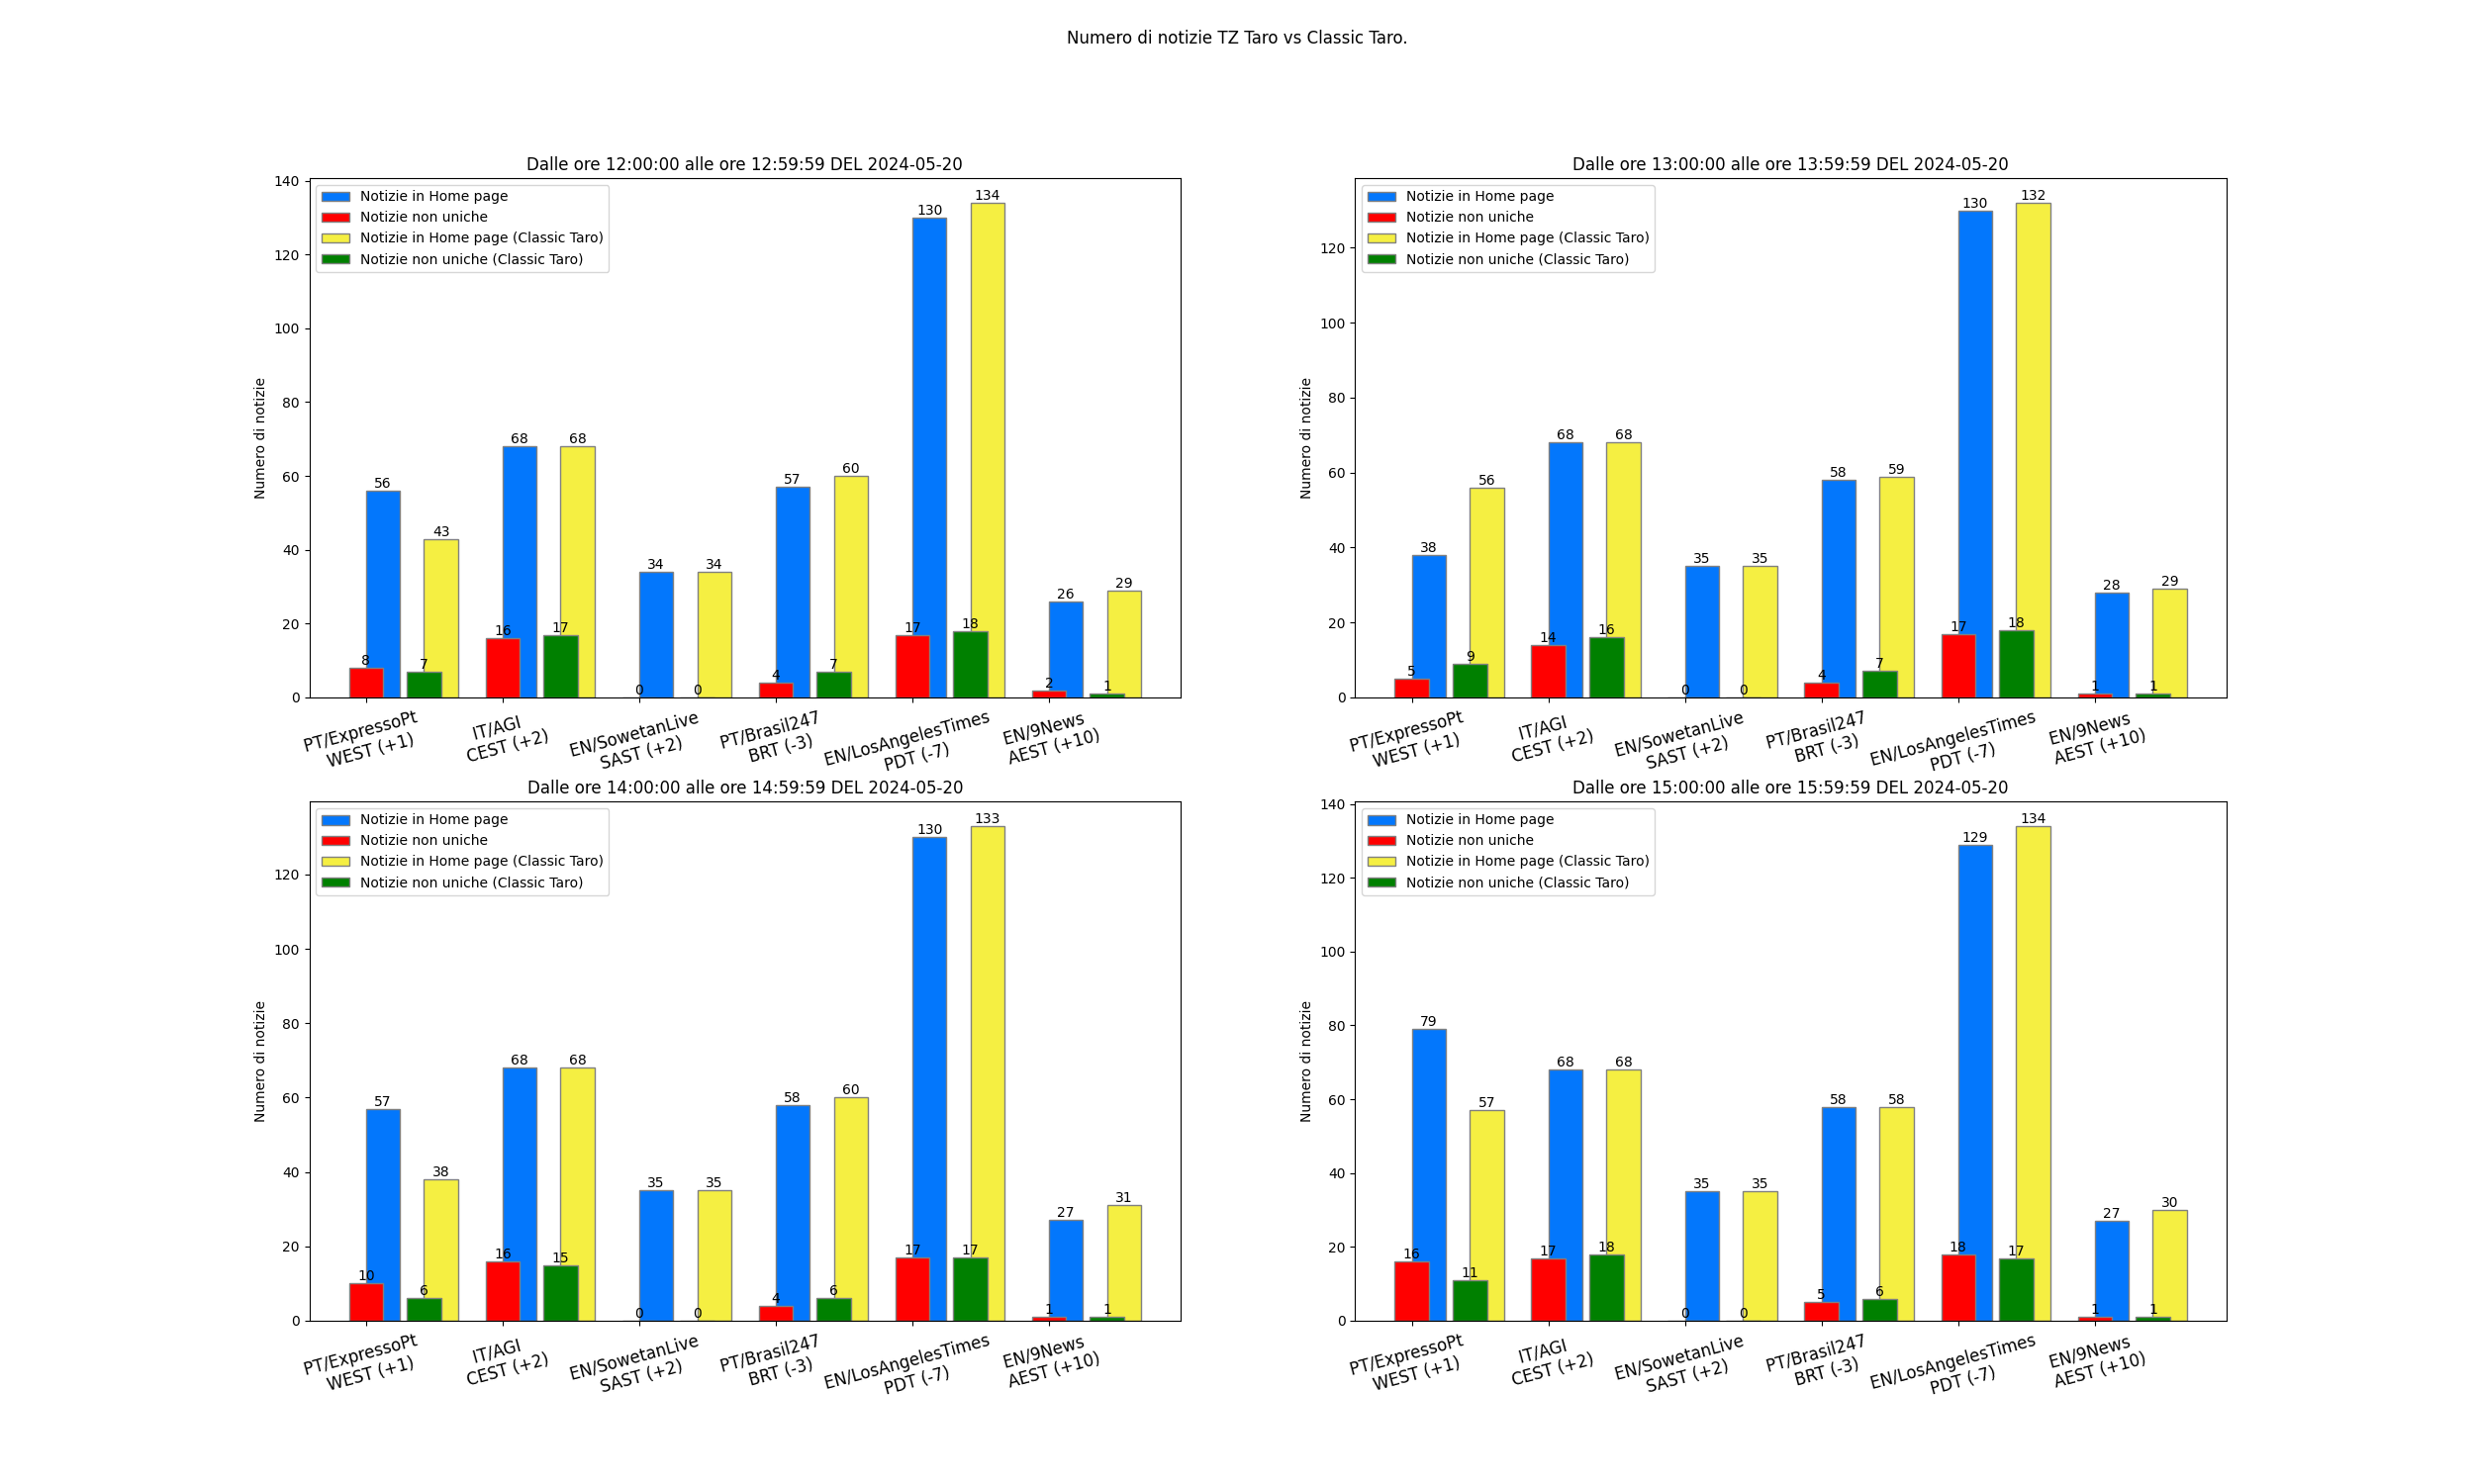 Numero di notizie TZ Taro vs Classic Taro.
Dalle ore 12:00:00 alle ore 12:59:59 DEL 2024-05-20
Numero di notizie
140
120
100
80
60
40
20
0
Notizie in Home page
Notizie non uniche
Notizie in Home page (Classic Taro)
Notizie non uniche (Classic Taro)
8 56 7 43
16 68 17 68
0 34 0 34
4 57 7 60
17 130 18 134
2 26 1 29
PT/ExpressoPt
WEST (+1)
IT/AGI
CEST (+2)
EN/SowetanLive
SAST (+2)
PT/Brasil247
BRT (-3)
EN/LosAngelesTimes
PDT (-7)
EN/9News
AEST (+10)
Dalle ore 13:00:00 alle ore 13:59:59 DEL 2024-05-20
Numero di notizie
120
100
80
60
40
20
0
Notizie in Home page
Notizie non uniche
Notizie in Home page (Classic Taro)
Notizie non uniche (Classic Taro)
5 38 9 56
14 68 16 68
0 35 0 35
4 58 7 59
17 130 18 132
1 28 1 29
PT/ExpressoPt
WEST (+1)
IT/AGI
CEST (+2)
EN/SowetanLive
SAST (+2)
PT/Brasil247
BRT (-3)
EN/LosAngelesTimes
PDT (-7)
EN/9News
AEST (+10)
Dalle ore 14:00:00 alle ore 14:59:59 DEL 2024-05-20
Numero di notizie
120
100
80
60
40
20
0
Notizie in Home page
Notizie non uniche
Notizie in Home page (Classic Taro)
Notizie non uniche (Classic Taro)
10 57 6 38
16 68 15 68
0 35 0 35
4 58 6 60
17 130 17 133
1 27 1 31
PT/ExpressoPt
WEST (+1)
IT/AGI
CEST (+2)
EN/SowetanLive
SAST (+2)
PT/Brasil247
BRT (-3)
EN/LosAngelesTimes
PDT (-7)
EN/9News
AEST (+10)
Dalle ore 15:00:00 alle ore 15:59:59 DEL 2024-05-20
Numero di notizie
140
120
100
80
60
40
20
0
Notizie in Home page
Notizie non uniche
Notizie in Home page (Classic Taro)
Notizie non uniche (Classic Taro)
16 79 11 57
17 68 18 68
0 35 0 35
5 58 6 58
18 129 17 134
1 27 1 30
PT/ExpressoPt
WEST (+1)
IT/AGI
CEST (+2)
EN/SowetanLive
SAST (+2)
PT/Brasil247
BRT (-3)
EN/LosAngelesTimes
PDT (-7)
EN/9News
AEST (+10)